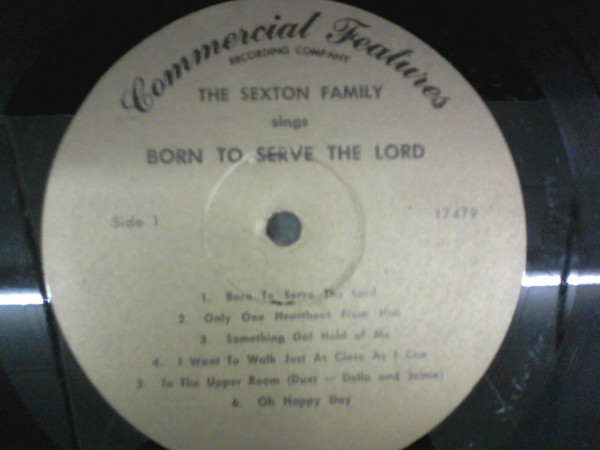 Commercial Features
RECORDING COMPANY
THE SEXTON FAMILY
sings
BORN TO SERVE THE LORD
Side 1
17479
1. Born To Serve The Lord
2. Only One Heartbeat From Him
3. Something Got Hold of Me
4. I Want To Walk Just As Close As I Can
5. In The Upper Room (Duet — Dolla and Jamie)
6. Oh Happy Day